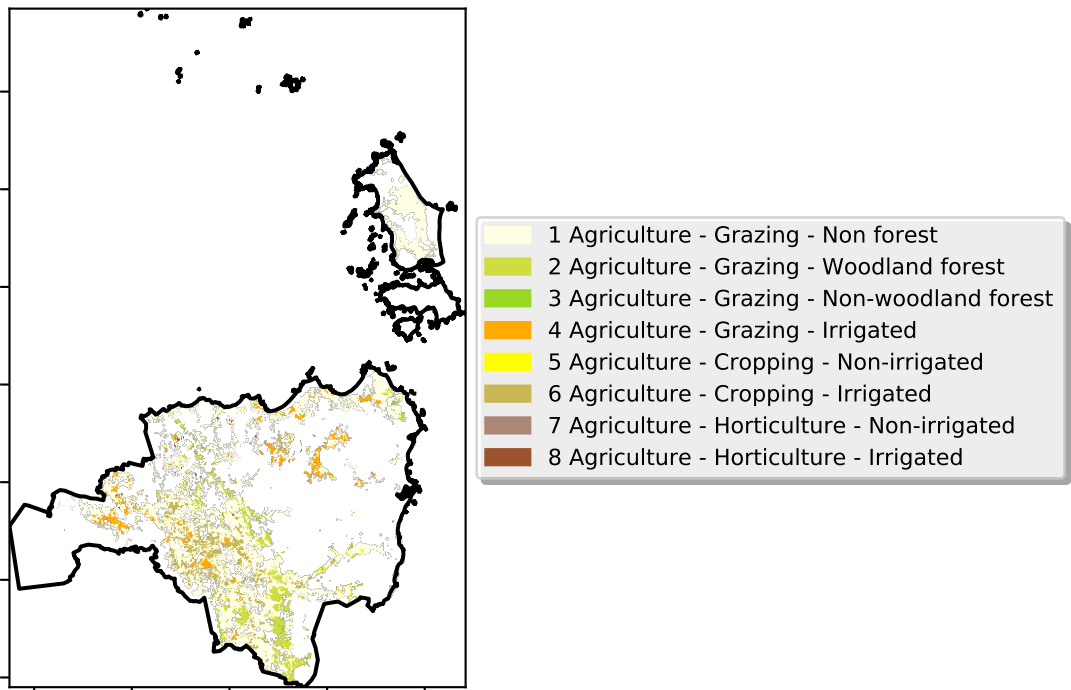 1 Agriculture - Grazing - Non forest
2 Agriculture - Grazing - Woodland forest
3 Agriculture - Grazing - Non-woodland forest
4 Agriculture - Grazing - Irrigated
5 Agriculture - Cropping - Non-irrigated
6 Agriculture - Cropping - Irrigated
7 Agriculture - Horticulture - Non-irrigated
8 Agriculture - Horticulture - Irrigated